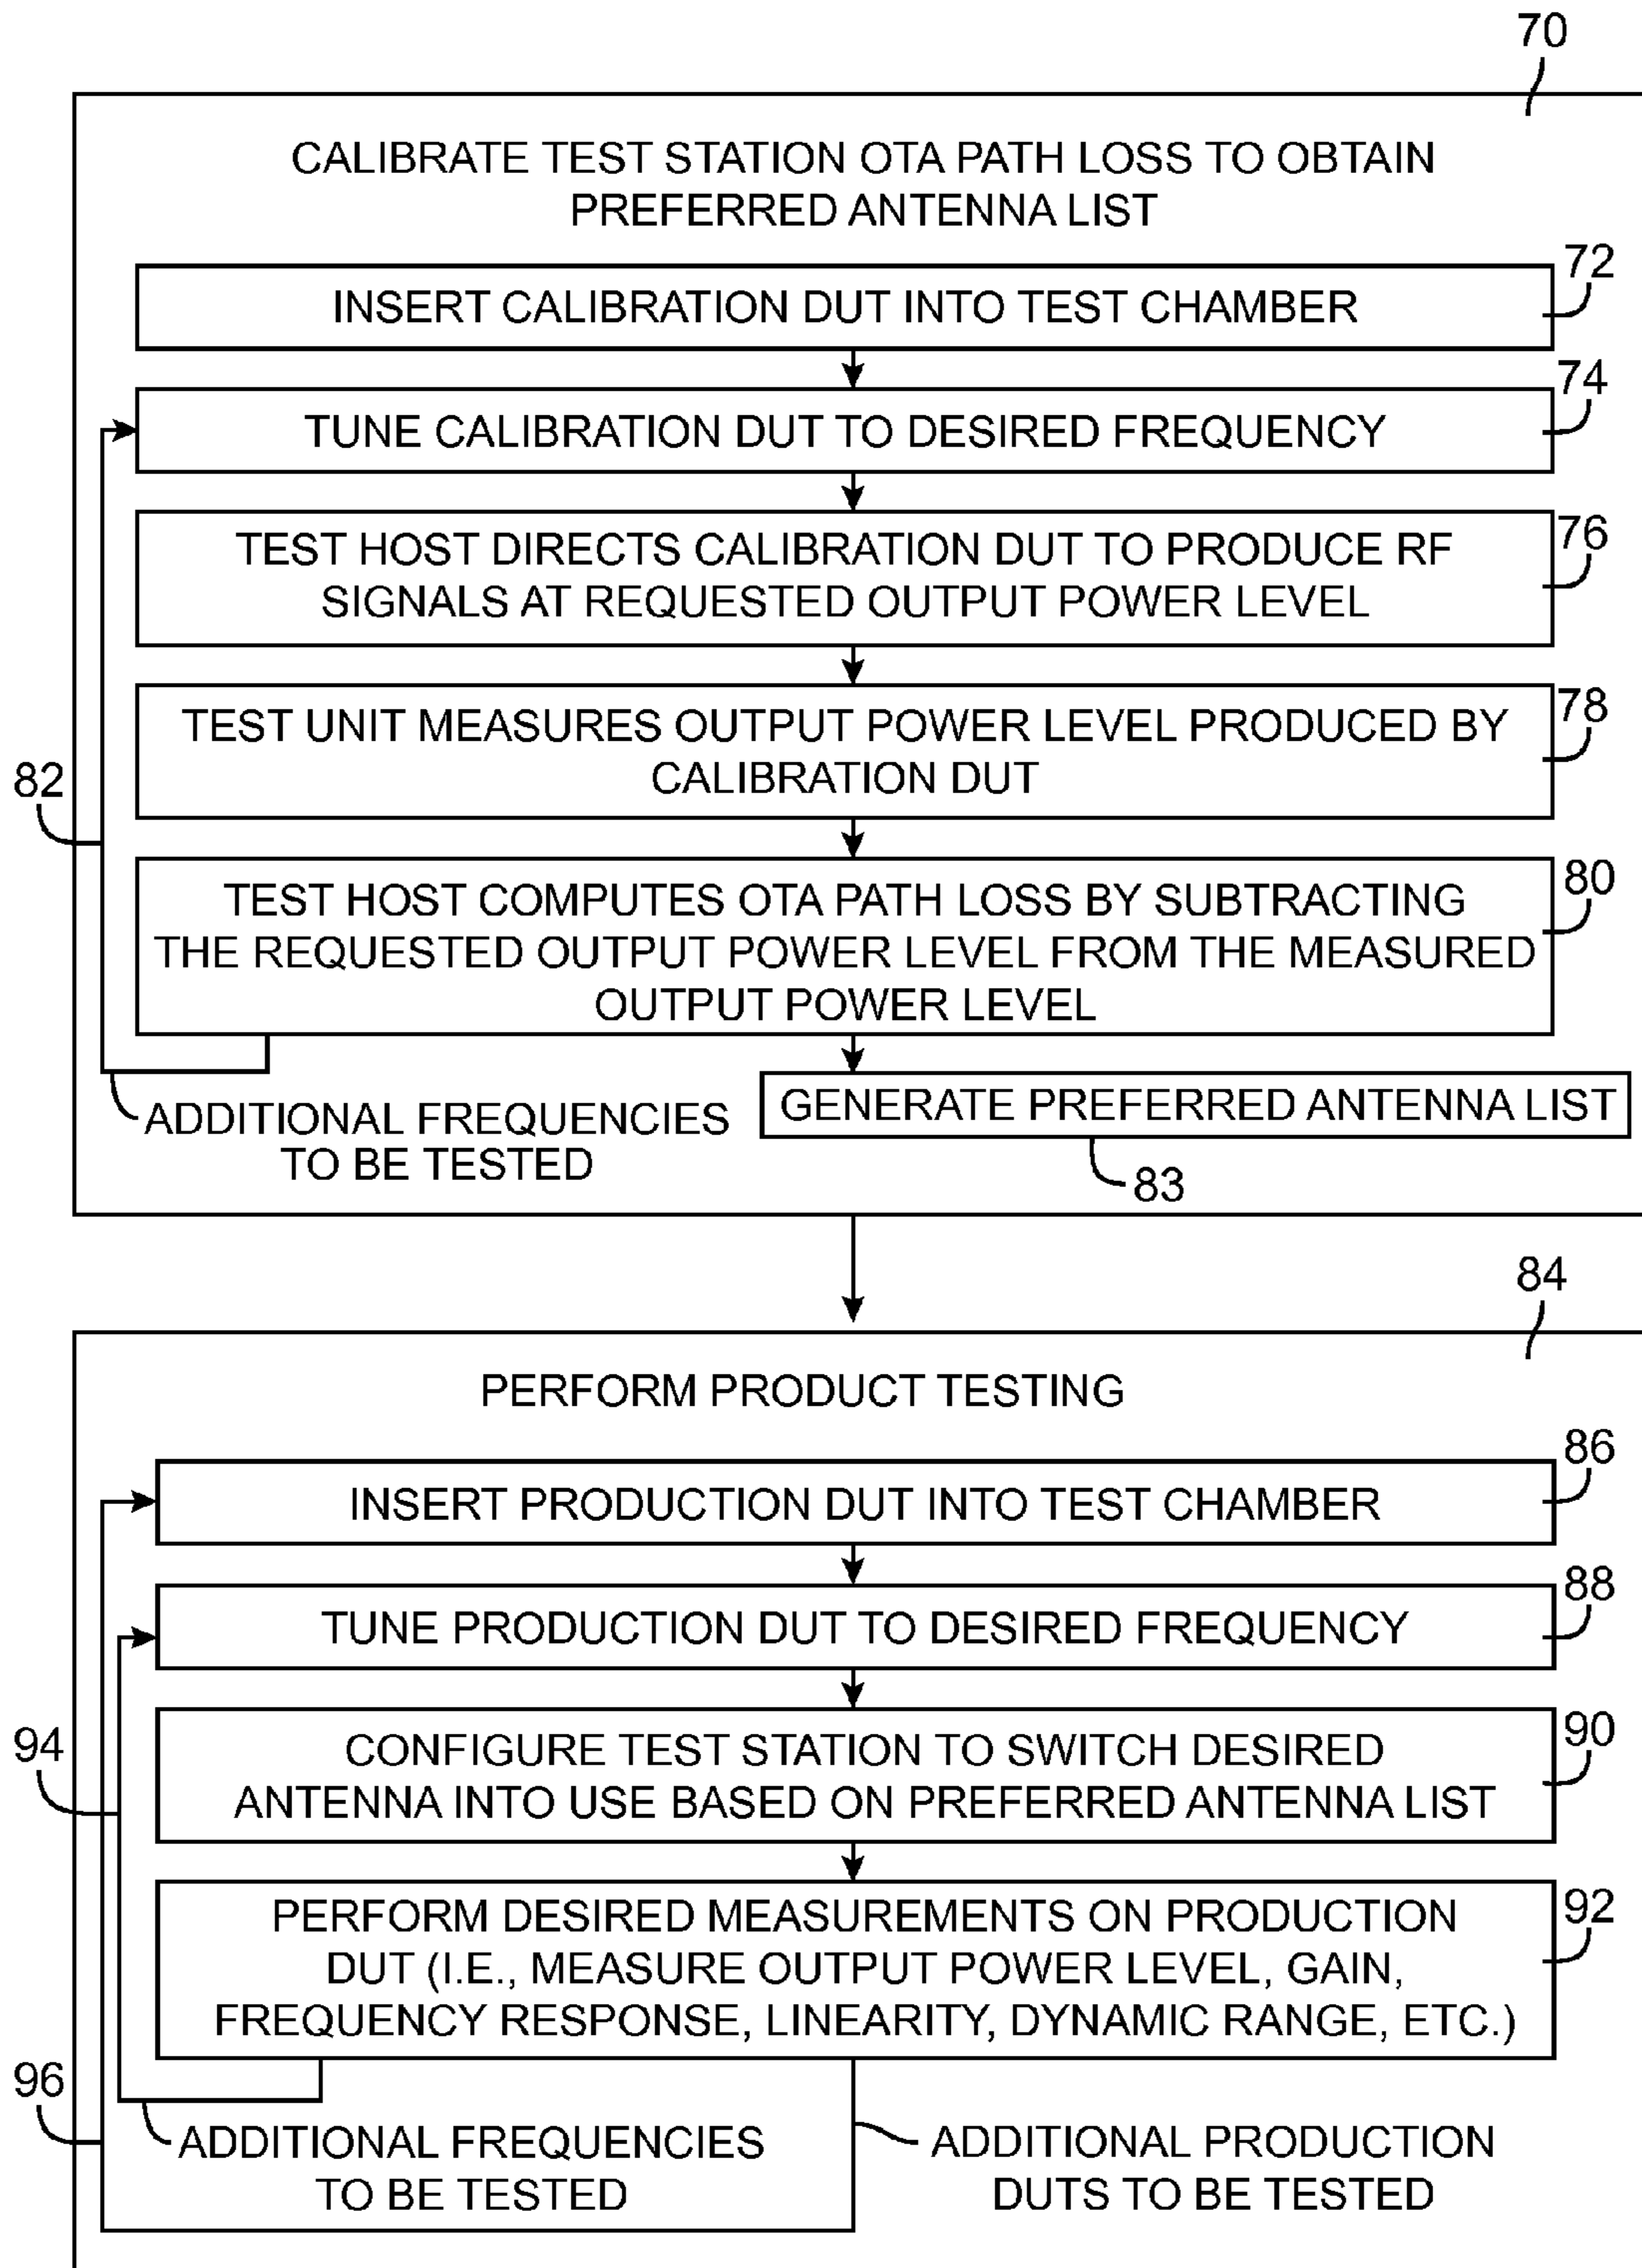 70
CALIBRATE TEST STATION OTA PATH LOSS TO OBTAIN
PREFERRED ANTENNA LIST
72
INSERT CALIBRATION DUT INTO TEST CHAMBER
74
TUNE CALIBRATION DUT TO DESIRED FREQUENCY
76
TEST HOST DIRECTS CALIBRATION DUT TO PRODUCE RF
SIGNALS AT REQUESTED OUTPUT POWER LEVEL
78
TEST UNIT MEASURES OUTPUT POWER LEVEL PRODUCED BY
CALIBRATION DUT
82
80
TEST HOST COMPUTES OTA PATH LOSS BY SUBTRACTING
THE REQUESTED OUTPUT POWER LEVEL FROM THE MEASURED
OUTPUT POWER LEVEL
ADDITIONAL FREQUENCIES
TO BE TESTED
GENERATE PREFERRED ANTENNA LIST
83
84
PERFORM PRODUCT TESTING
86
INSERT PRODUCTION DUT INTO TEST CHAMBER
88
TUNE PRODUCTION DUT TO DESIRED FREQUENCY
94
90
CONFIGURE TEST STATION TO SWITCH DESIRED
ANTENNA INTO USE BASED ON PREFERRED ANTENNA LIST
92
PERFORM DESIRED MEASUREMENTS ON PRODUCTION
DUT (I.E., MEASURE OUTPUT POWER LEVEL, GAIN,
FREQUENCY RESPONSE, LINEARITY, DYNAMIC RANGE, ETC.)
96
ADDITIONAL FREQUENCIES
TO BE TESTED
ADDITIONAL PRODUCTION
DUTS TO BE TESTED